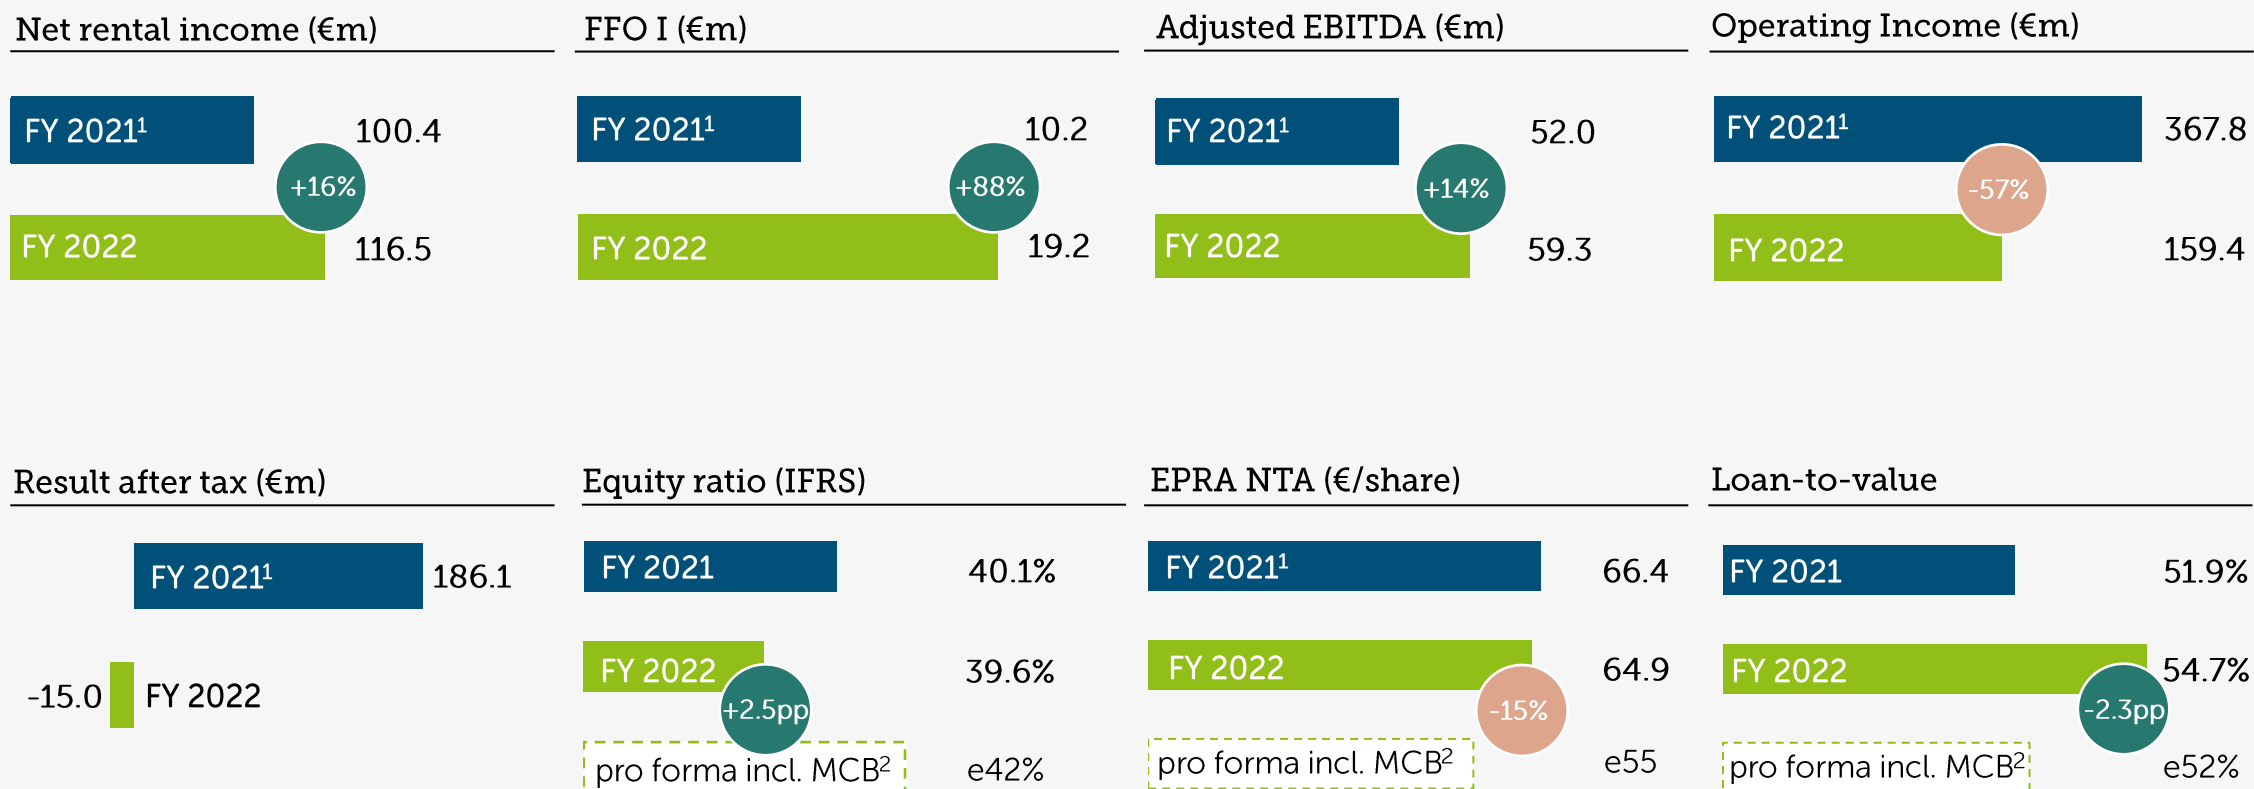 Net rental income (€m)
FY 2021¹
100.4
+16%
FY 2022
116.5
FFO I (€m)
FY 2021¹
10.2
+88%
FY 2022
19.2
Adjusted EBITDA (€m)
FY 2021¹
52.0
+14%
FY 2022
59.3
Operating Income (€m)
FY 2021¹
367.8
-57%
FY 2022
159.4
Result after tax (€m)
FY 2021¹
186.1
-15.0
FY 2022
Equity ratio (IFRS)
FY 2021
40.1%
FY 2022
39.6%
+2.5pp
pro forma incl. MCB²
e42%
EPRA NTA (€/share)
FY 2021¹
66.4
FY 2022
64.9
-15%
pro forma incl. MCB²
e55
Loan-to-value
FY 2021
51.9%
FY 2022
54.7%
-2.3pp
pro forma incl. MCB²
e52%